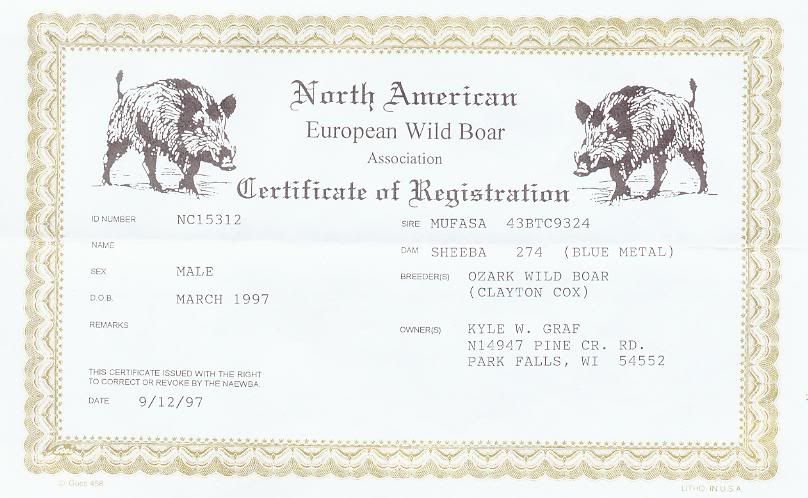 North American
European Wild Boar
Association
Certificate of Registration
ID NUMBER NC15312
NAME
SEX MALE
D.O.B. MARCH 1997
REMARKS
THIS CERTIFICATE ISSUED WITH THE RIGHT
TO CORRECT OR REVOKE BY THE NAEWBA.
DATE 9/12/97
SIRE MUFASA 43BTC9324
DAM SHEEBA 274 (BLUE METAL)
BREEDER(S) OZARK WILD BOAR
(CLAYTON COX)
OWNER(S) KYLE W. GRAF
N14947 PINE CR. RD.
PARK FALLS, WI 54552
© Goes 458
LITHO. IN U.S.A.